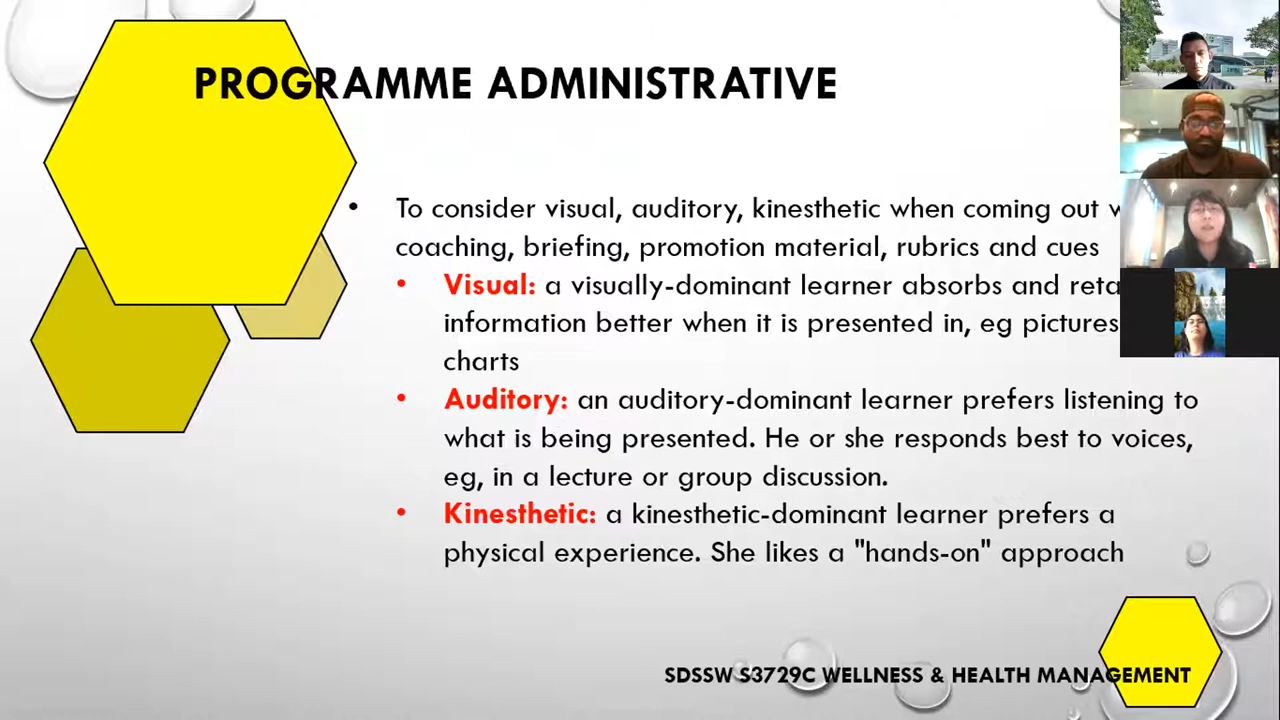 PROGRAMME ADMINISTRATIVE
• To consider visual, auditory, kinesthetic when coming out
coaching, briefing, promotion material, rubrics and cues
• Visual: a visually-dominant learner absorbs and
information better when it is presented in, eg pictures
charts
• Auditory: an auditory-dominant learner prefers listening to
what is being presented. He or she responds best to voices,
eg, in a lecture or group discussion.
• Kinesthetic: a kinesthetic-dominant learner prefers a
physical experience. She likes a "hands-on" approach
SDSSW S3729C WELLNESS & HEALTH MANAGEMENT